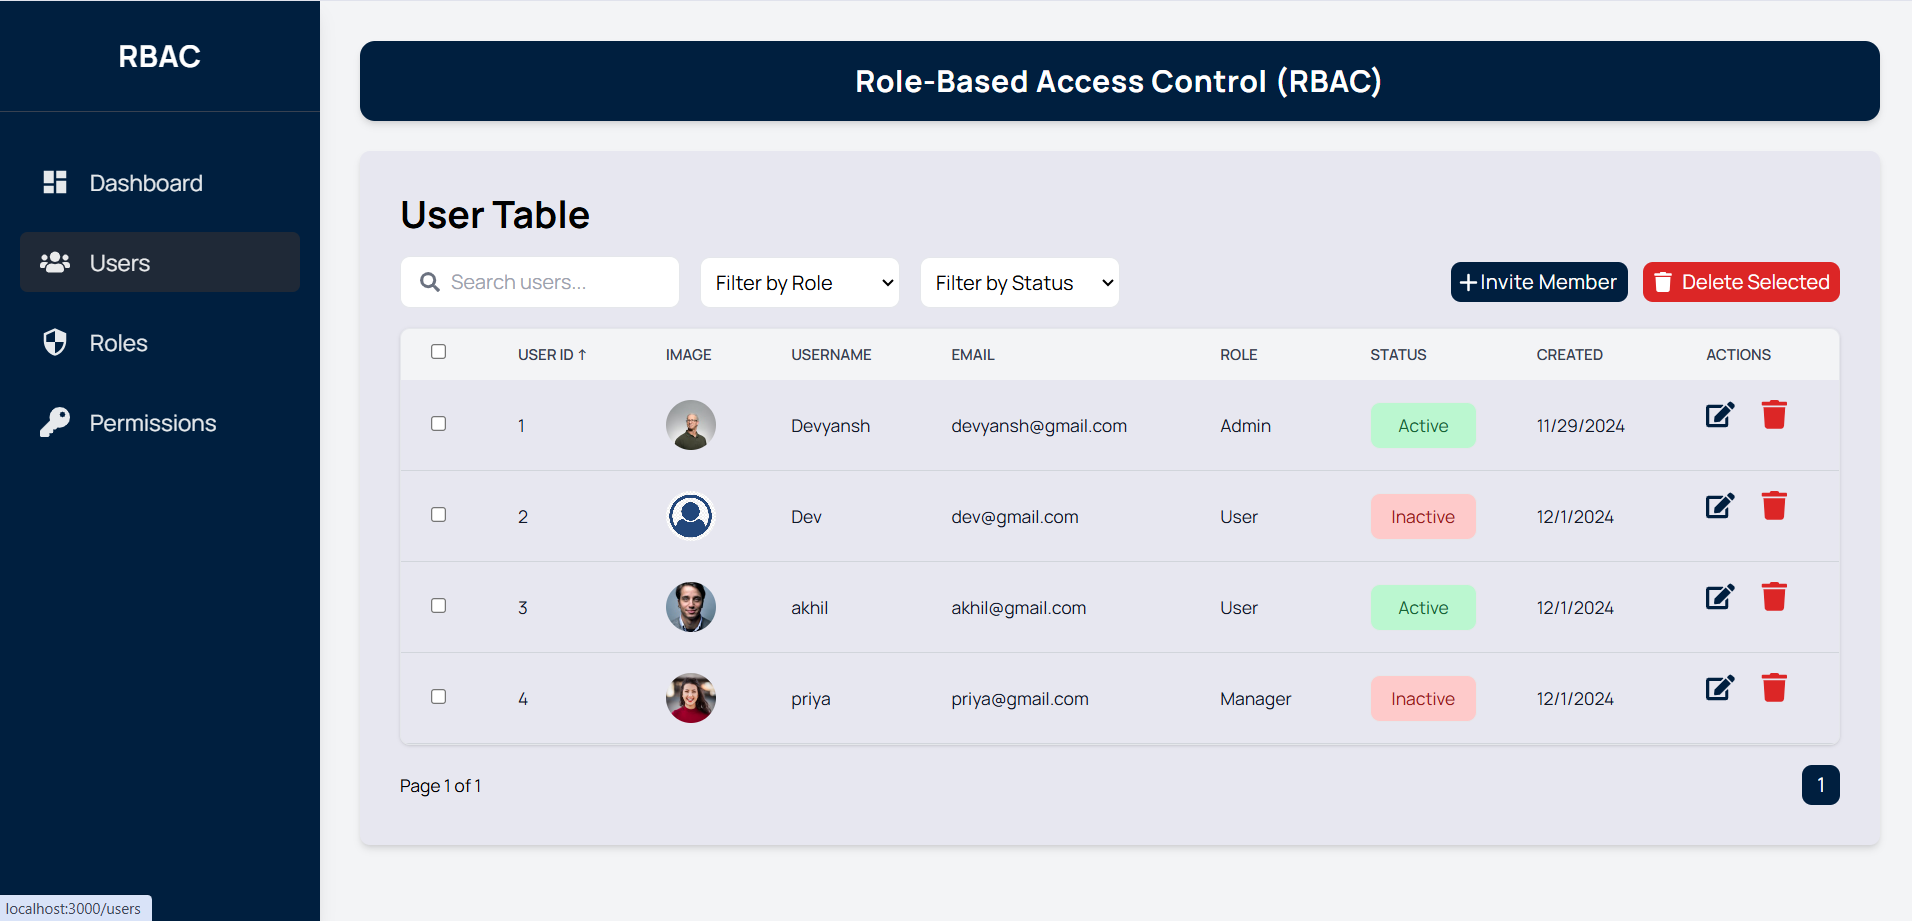 RBAC
Dashboard
Users
Roles
Permissions
Role-Based Access Control (RBAC)
User Table
Search users...
Filter by Role
Filter by Status
Invite Member
Delete Selected
USER ID ↑ IMAGE USERNAME EMAIL ROLE STATUS CREATED ACTIONS
1 Devyansh devyansh@gmail.com Admin Active 11/29/2024
2 Dev dev@gmail.com User Inactive 12/1/2024
3 akhil akhil@gmail.com User Active 12/1/2024
4 priya priya@gmail.com Manager Inactive 12/1/2024
Page 1 of 1
1
localhost:3000/users